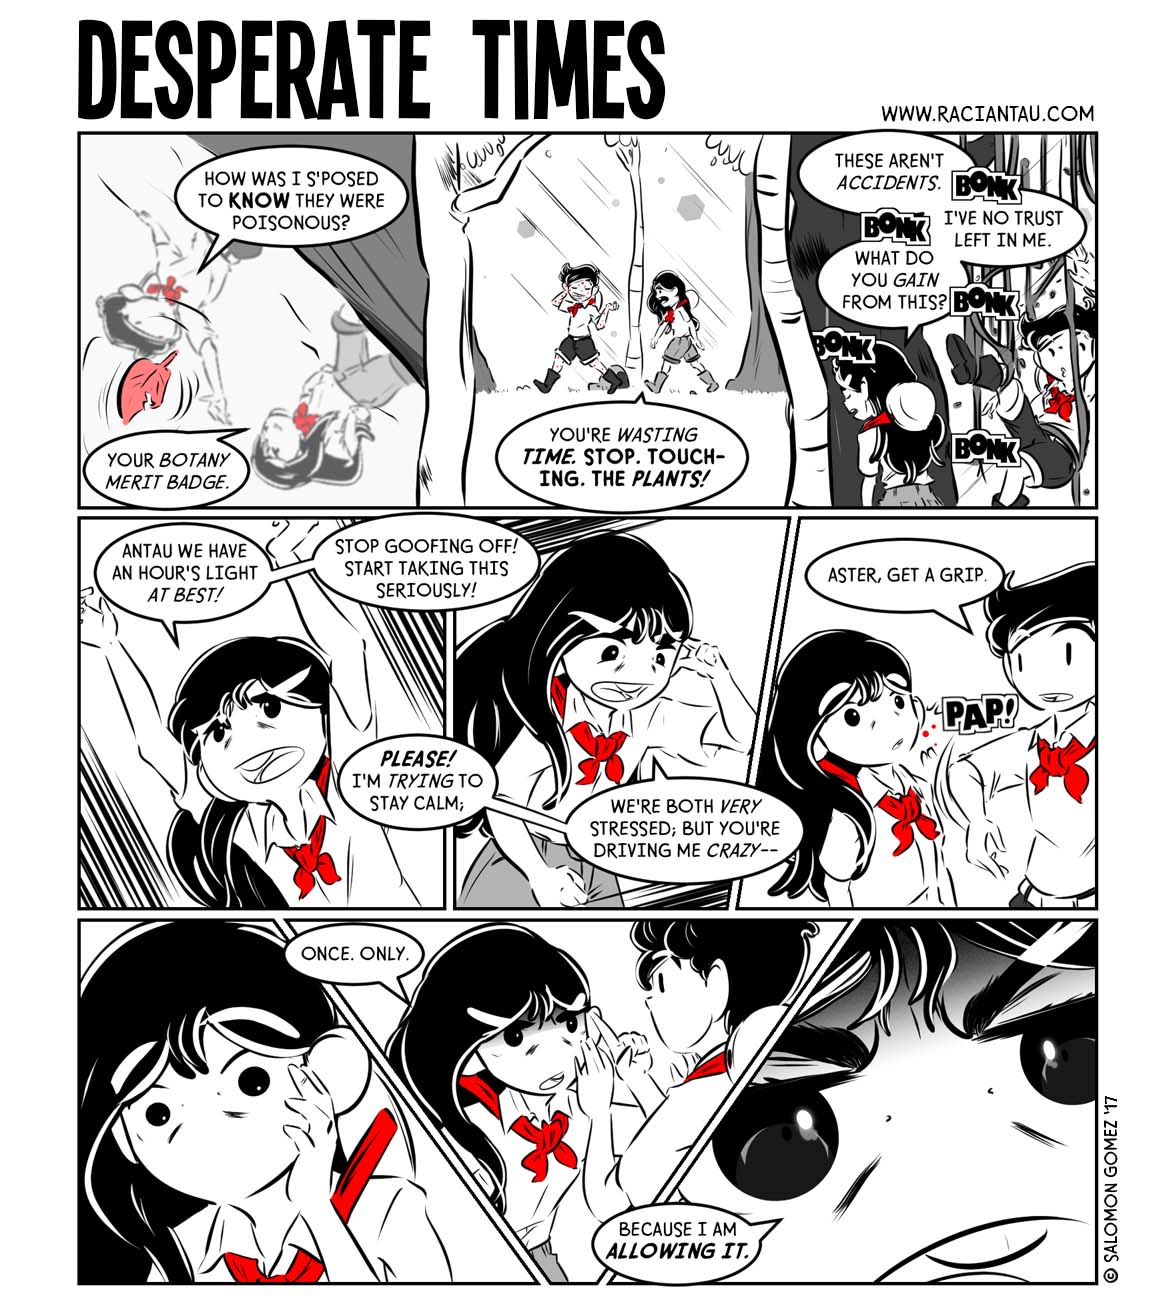 DESPERATE TIMES
WWW.RACIANTAU.COM
HOW WAS I S'POSED
TO KNOW THEY WERE
POISONOUS?
YOUR BOTANY
MERIT BADGE.
YOU'RE WASTING
TIME. STOP. TOUCH-
ING. THE PLANTS!
THESE AREN'T
ACCIDENTS.
BONK
I'VE NO TRUST
LEFT IN ME.
BONK
WHAT DO
YOU GAIN
FROM THIS?
BONK
BONK
BONK
ANTAU WE HAVE
AN HOUR'S LIGHT
AT BEST!
STOP GOOFING OFF!
START TAKING THIS
SERIOUSLY!
PLEASE!
I'M TRYING TO
STAY CALM;
WE'RE BOTH VERY
STRESSED; BUT YOU'RE
DRIVING ME CRAZY--
ASTER, GET A GRIP.
PAP!
ONCE. ONLY.
BECAUSE I AM
ALLOWING IT.
© SALOMON GOMEZ '17